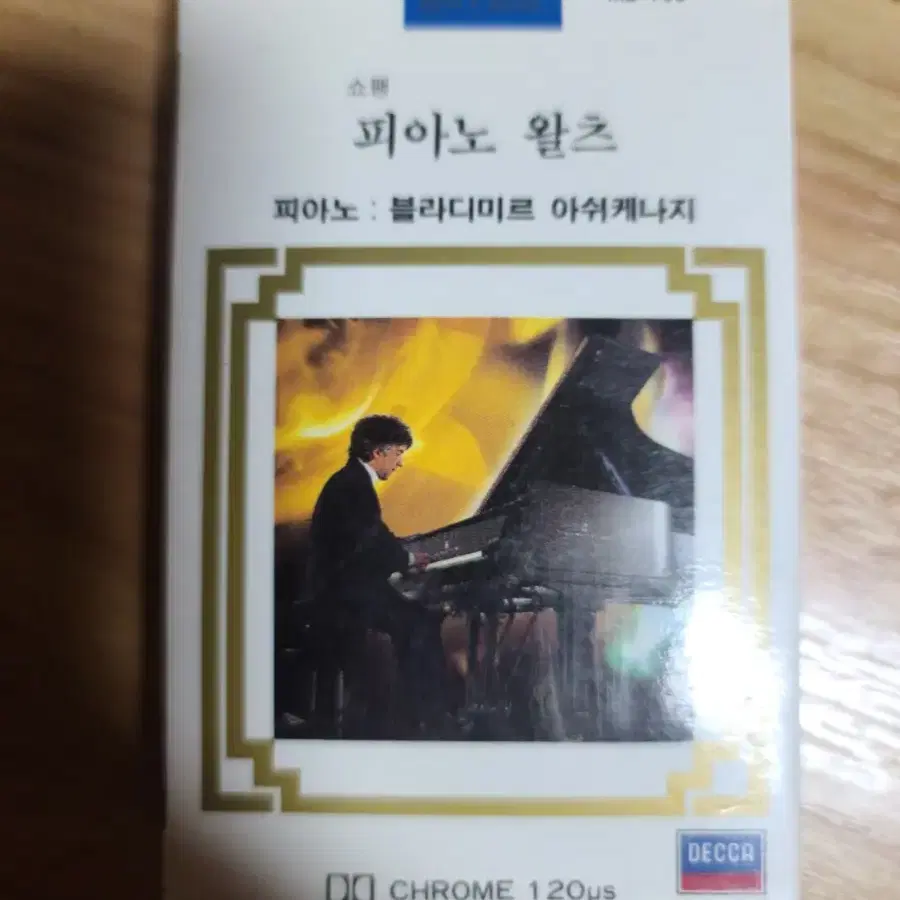 쇼팽
피아노 왈츠
피아노 : 블라디미르 아쉬케나지
DECCA
CHROME 120µs